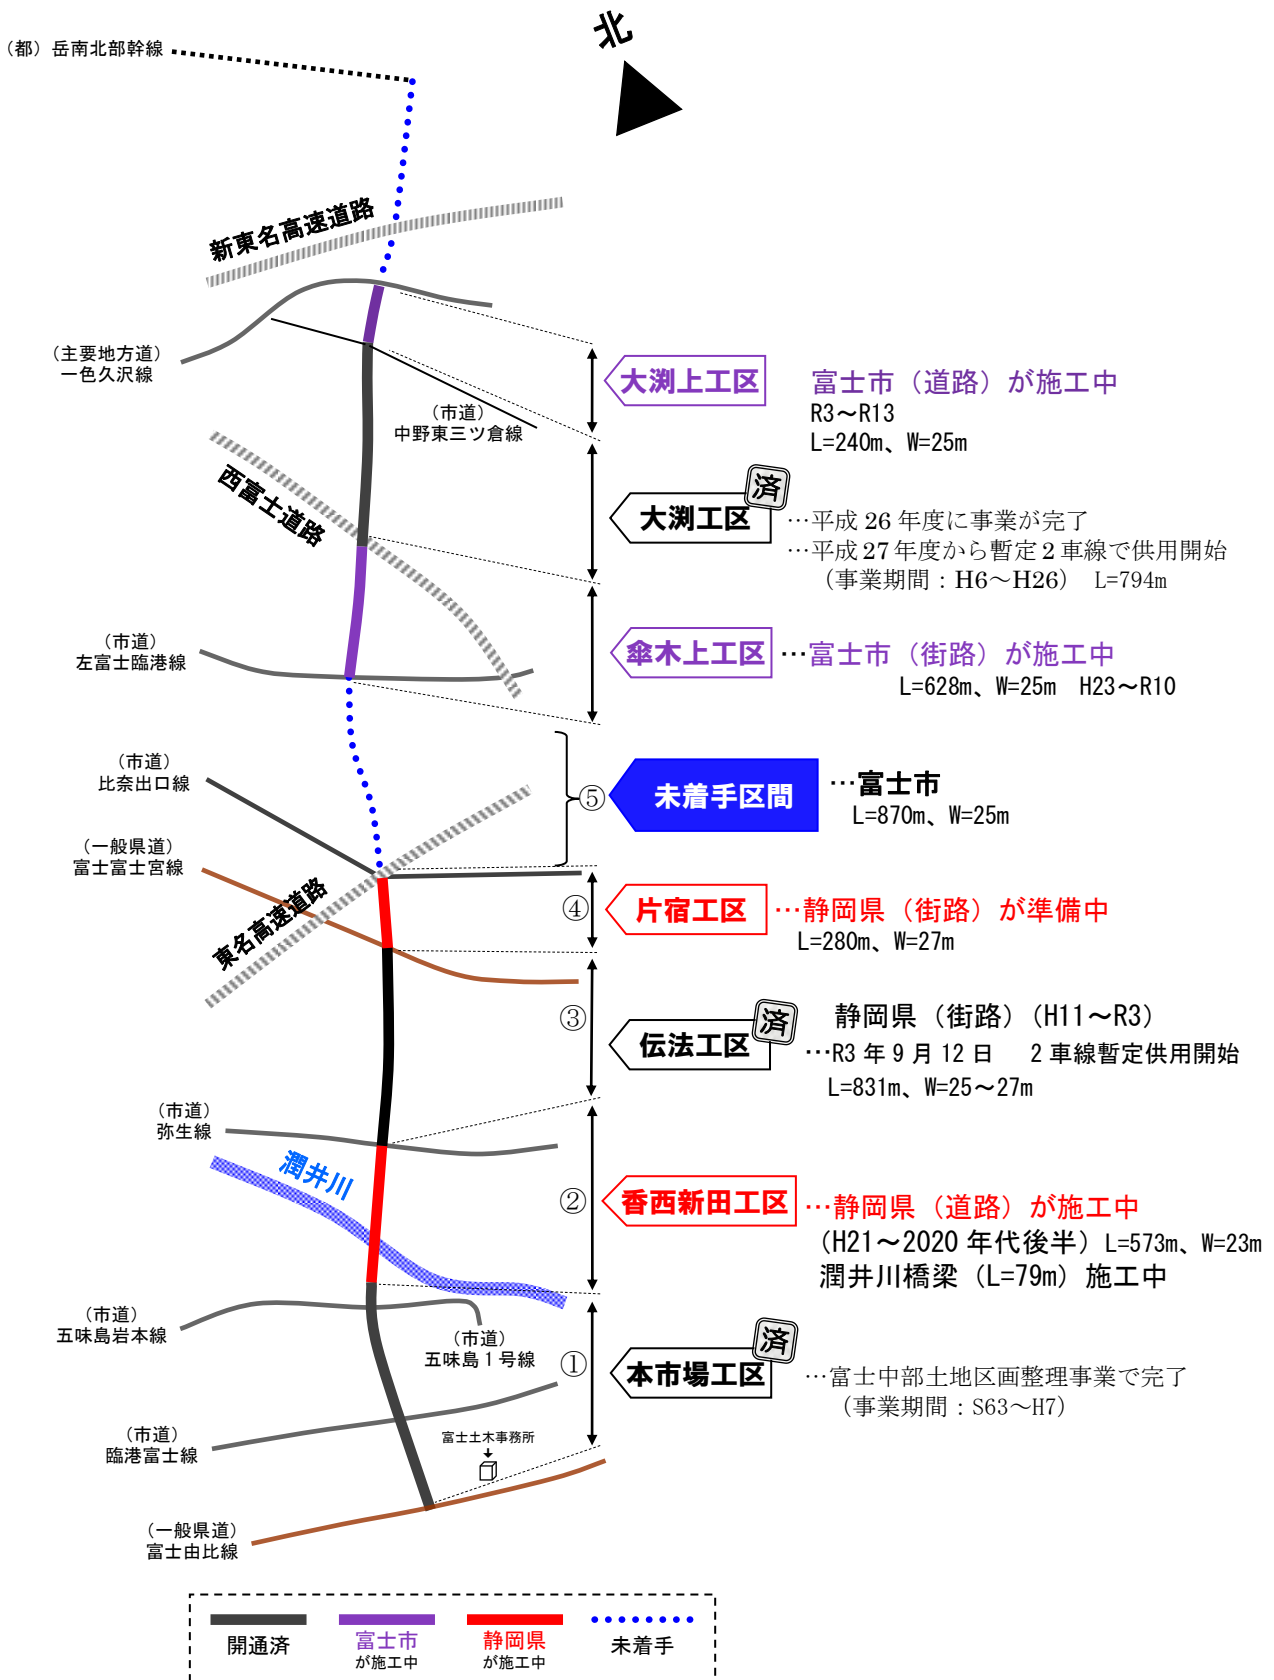 北
（都）岳南北部幹線
新東名高速道路
（主要地方道）
一色久沢線
大渕上工区
富士市（道路）が施工中
R3～R13
L=240m、W=25m
（市道）
中野東三ツ倉線
西富士道路
大渕工区
済
…平成 26 年度に事業が完了
…平成 27 年度から暫定 2 車線で供用開始
（事業期間：H6～H26） L=794m
（市道）
左富士臨港線
傘木上工区
…富士市（街路）が施工中
L=628m、W=25m H23～R10
（市道）
比奈出口線
⑤
未着手区間
…富士市
L=870m、W=25m
（一般県道）
富士富士宮線
東名高速道路
④
片宿工区
…静岡県（街路）が準備中
L=280m、W=27m
③
伝法工区
済
静岡県（街路）(H11～R3)
…R3 年 9 月 12 日 2 車線暫定供用開始
L=831m、W=25～27m
（市道）
弥生線
潤井川
②
香西新田工区
…静岡県（道路）が施工中
(H21～2020 年代後半) L=573m、W=23m
潤井川橋梁（L=79m）施工中
（市道）
五味島岩本線
（市道）
五味島１号線
①
本市場工区
済
…富士中部土地区画整理事業で完了
（事業期間：S63～H7）
（市道）
臨港富士線
富士土木事務所
（一般県道）
富士由比線
開通済
富士市
が施工中
静岡県
が施工中
未着手